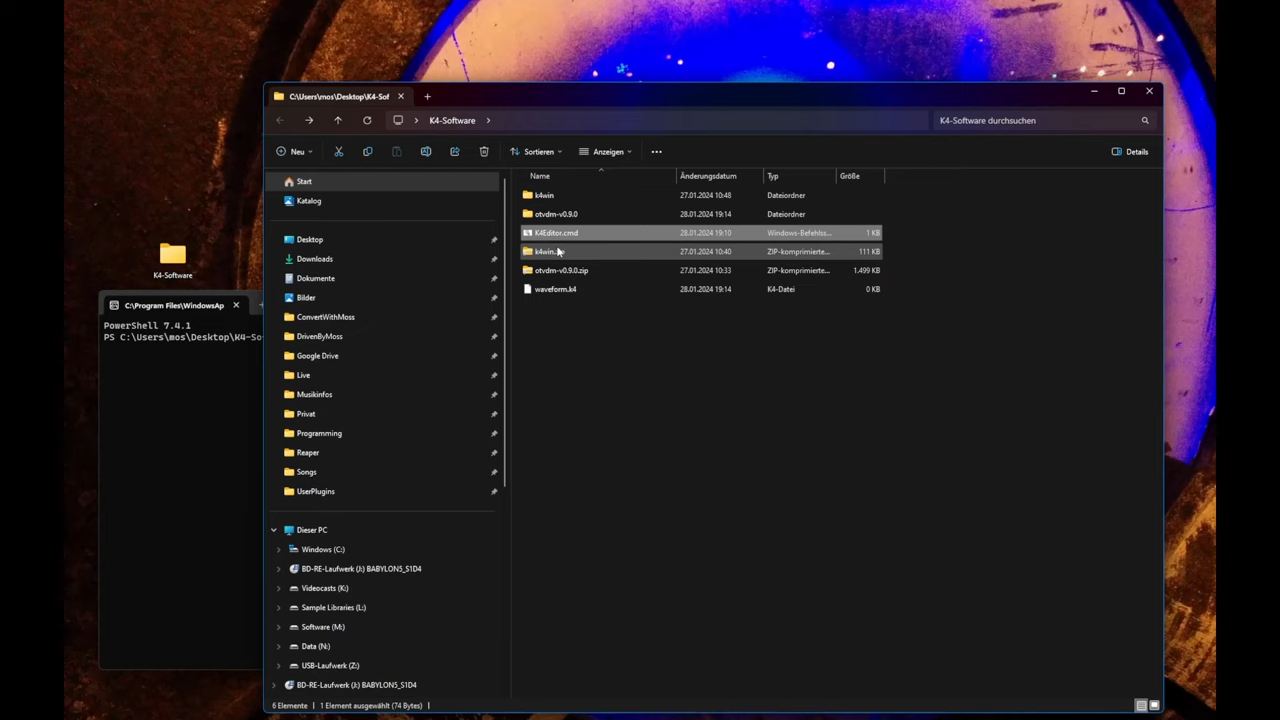 C:\Users\mos\Desktop\K4-Sof
K4-Software
K4-Software durchsuchen
Neu
Sortieren
Anzeigen
Details
Start
Katalog
Desktop
Downloads
Dokumente
Bilder
ConvertWithMoss
DrivenByMoss
Google Drive
Live
Musikinfos
Privat
Programming
Reaper
Songs
UserPlugins
Dieser PC
Windows (C:)
BD-RE-Laufwerk (J:) BABYLON5_S1D4
Videocasts (K:)
Sample Libraries (L:)
Software (M:)
Data (N:)
USB-Laufwerk (Z:)
BD-RE-Laufwerk (J:) BABYLON5_S1D4
Name Änderungsdatum Typ Größe
k4win 27.01.2024 10:48 Dateiordner
otvdm-v0.9.0 28.01.2024 19:14 Dateiordner
K4Editor.cmd 28.01.2024 19:10 Windows-Befehlss... 1 KB
27.01.2024 10:40 ZIP-komprimierte... 111 KB
otvdm-v0.9.0.zip 27.01.2024 10:33 ZIP-komprimierte... 1.499 KB
waveform.k4 28.01.2024 19:14 K4-Datei 0 KB
6 Elemente 1 Element ausgewählt (74 Bytes)
K4-Software
C:\Program Files\WindowsAp
PowerShell 7.4.1
PS C:\Users\mos\Desktop\K4-So